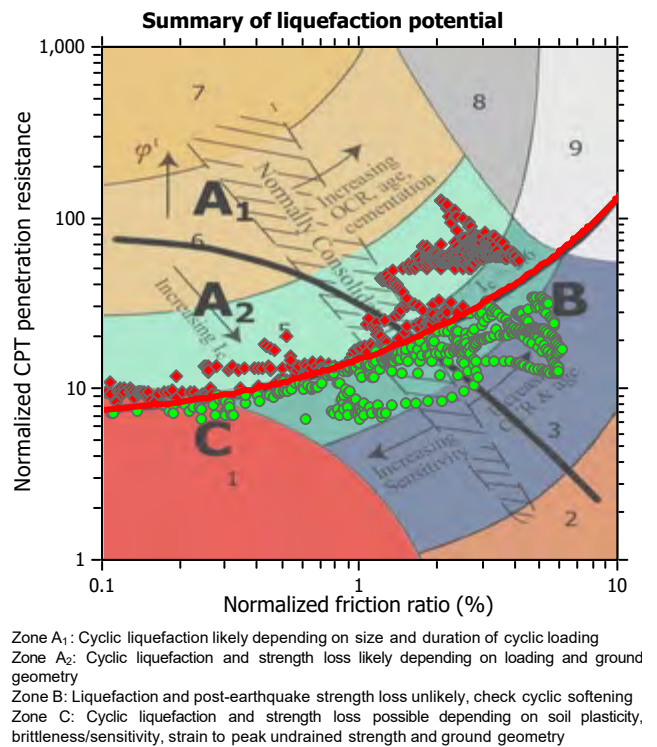 Summary of liquefaction potential
1,000
100
10
1
0.1
1
10
Normalized CPT penetration resistance
Normalized friction ratio (%)
7
8
9
φ'
A1
Increasing
OCR, age,
cementation
Normally Consolid
6
A2
Increasing Ic
5
Ic
B
C
1
Increasing
Sensitivity
OCR & age
3
2
Zone A1: Cyclic liquefaction likely depending on size and duration of cyclic loading
Zone A2: Cyclic liquefaction and strength loss likely depending on loading and ground
geometry
Zone B: Liquefaction and post-earthquake strength loss unlikely, check cyclic softening
Zone C: Cyclic liquefaction and strength loss possible depending on soil plasticity,
brittleness/sensitivity, strain to peak undrained strength and ground geometry